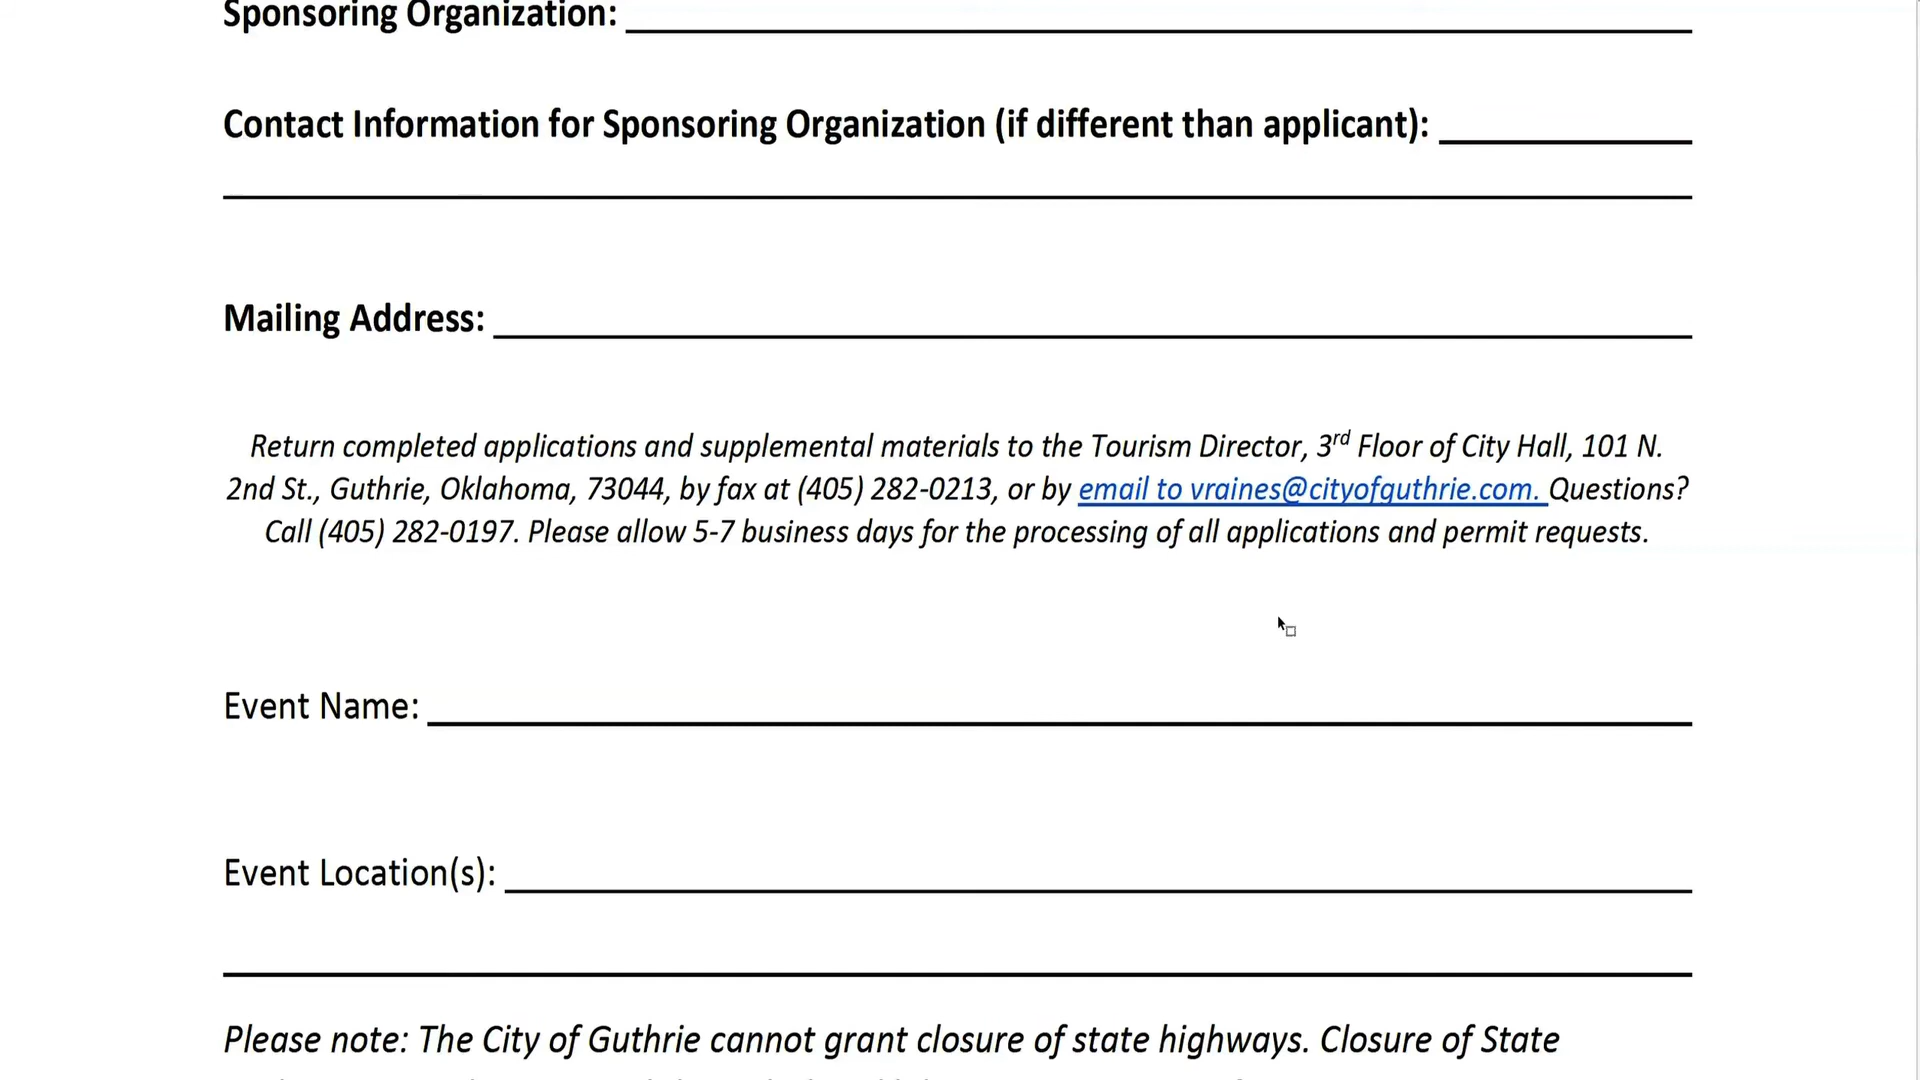 Sponsoring Organization:
Contact Information for Sponsoring Organization (if different than applicant):
Mailing Address:
Return completed applications and supplemental materials to the Tourism Director, 3rd Floor of City Hall, 101 N.
2nd St., Guthrie, Oklahoma, 73044, by fax at (405) 282-0213, or by email to vraines@cityofguthrie.com. Questions?
Call (405) 282-0197. Please allow 5-7 business days for the processing of all applications and permit requests.
Event Name:
Event Location(s):
Please note: The City of Guthrie cannot grant closure of state highways. Closure of State